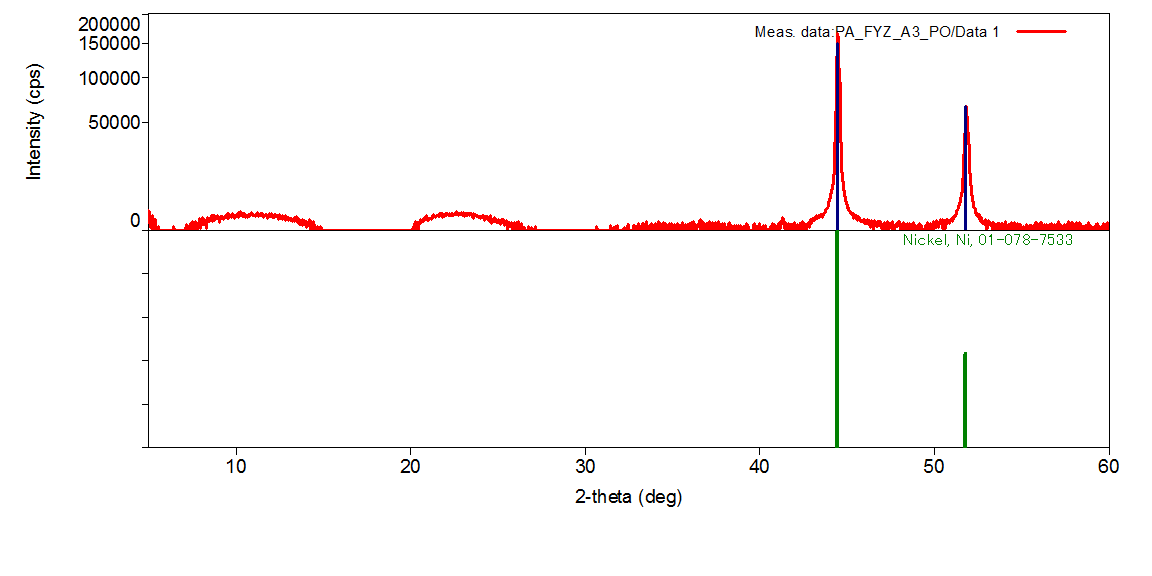 Intensity (cps)
200000
150000
100000
50000
0
Meas. data:PA_FYZ_A3_PO/Data 1
Nickel, Ni, 01-078-7533
10 20 30 40 50 60
2-theta (deg)